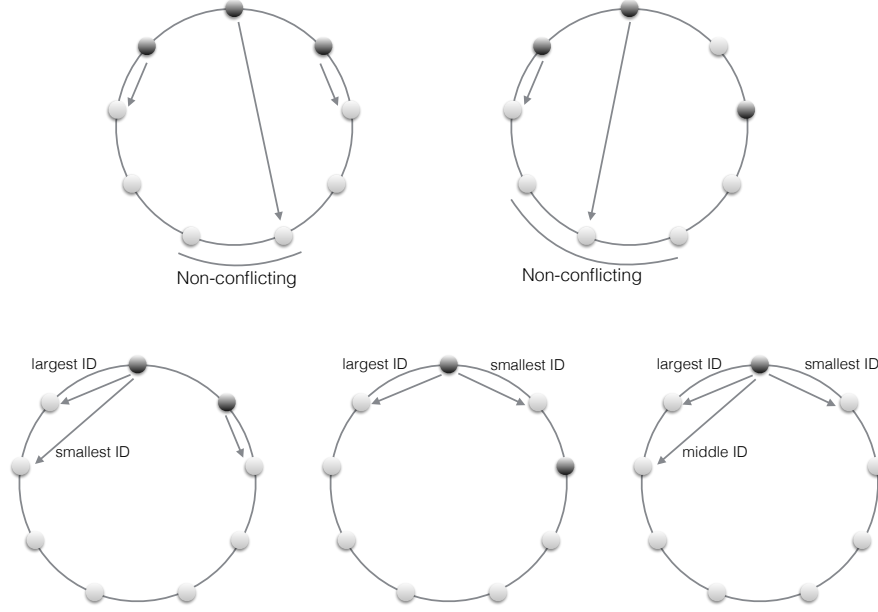 Non-conflicting
Non-conflicting
largest ID
smallest ID
largest ID
smallest ID
largest ID
smallest ID
middle ID